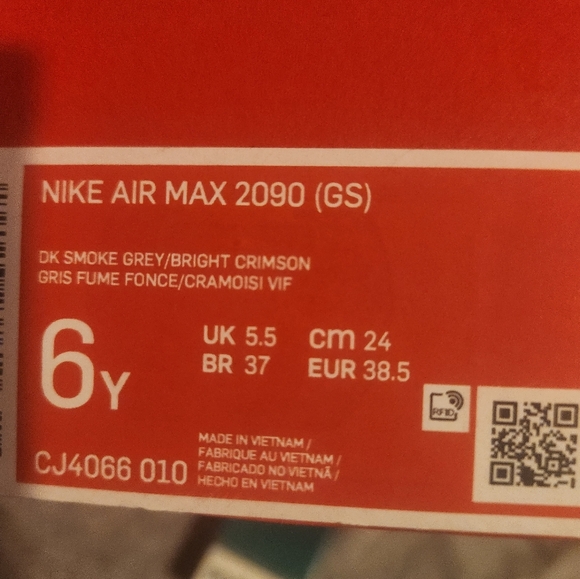 NIKE AIR MAX 2090 (GS)
DK SMOKE GREY/BRIGHT CRIMSON
GRIS FUME FONCE/CRAMOISI VIF
6Y
UK 5.5 cm 24
BR 37 EUR 38.5
RFID
CJ4066 010
MADE IN VIETNAM /
FABRIQUE AU VIETNAM /
FABRICADO NO VIETNÃ /
HECHO EN VIETNAM